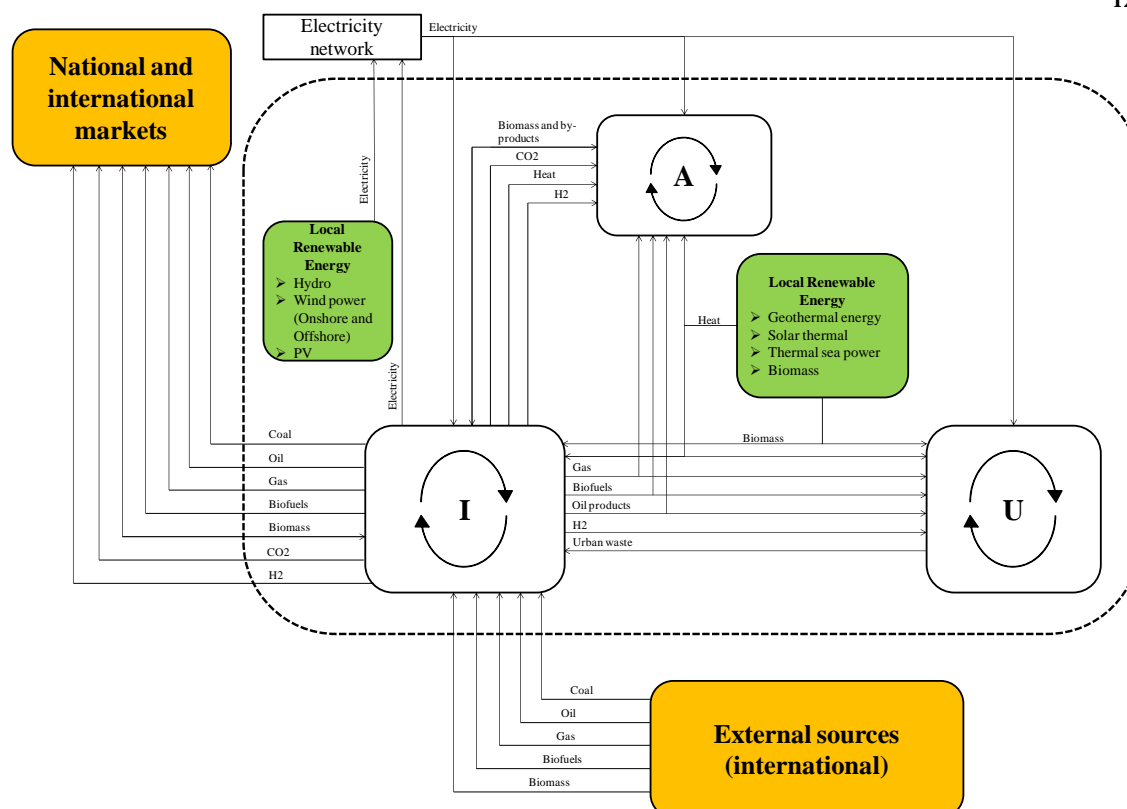 Electricity
network
Electricity
National and
international
markets
Biomass and by-
products
CO2
Heat
H2
A
Electricity
Electricity
Local
Renewable
Energy
➢ Hydro
➢ Wind power
(Onshore and
Offshore)
➢ PV
Local Renewable
Energy
➢ Geothermal energy
➢ Solar thermal
➢ Thermal sea power
➢ Biomass
Heat
Coal
Oil
Gas
Biofuels
Biomass
CO2
H2
I
Biomass
Gas
Biofuels
Oil products
H2
Urban waste
U
Coal
Oil
Gas
Biofuels
Biomass
External sources
(international)